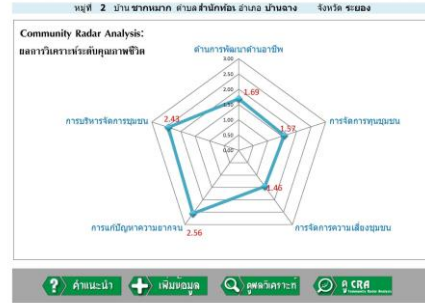 หมู่ที่ 2 บ้าน ชากหมาก ตำบล สำนักท้อน อำเภอ บ้านฉาง จังหวัด ระยอง
Community Radar Analysis:
ผลการวิเคราะห์ระดับคุณภาพชีวิต
ด้านการพัฒนาด้านอาชีพ
3.00
2.50
2.00
1.50
1.00
0.50
0.00
1.69
การบริหารจัดการชุมชน
2.43
1.57
การจัดการทุนชุมชน
1.46
การแก้ปัญหาความยากจน
2.56
การจัดการความเสี่ยงชุมชน
? คำแนะนำ
เพิ่มข้อมูล
ดูผลวิเคราะห์
ดู CRA